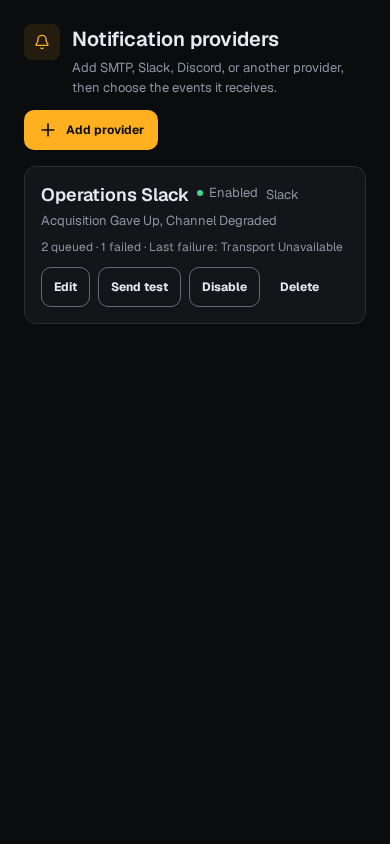 Notification providers
Add SMTP, Slack, Discord, or another provider,
then choose the events it receives.
Add provider
Operations Slack Enabled Slack
Acquisition Gave Up, Channel Degraded
2 queued · 1 failed · Last failure: Transport Unavailable
Edit Send test Disable Delete